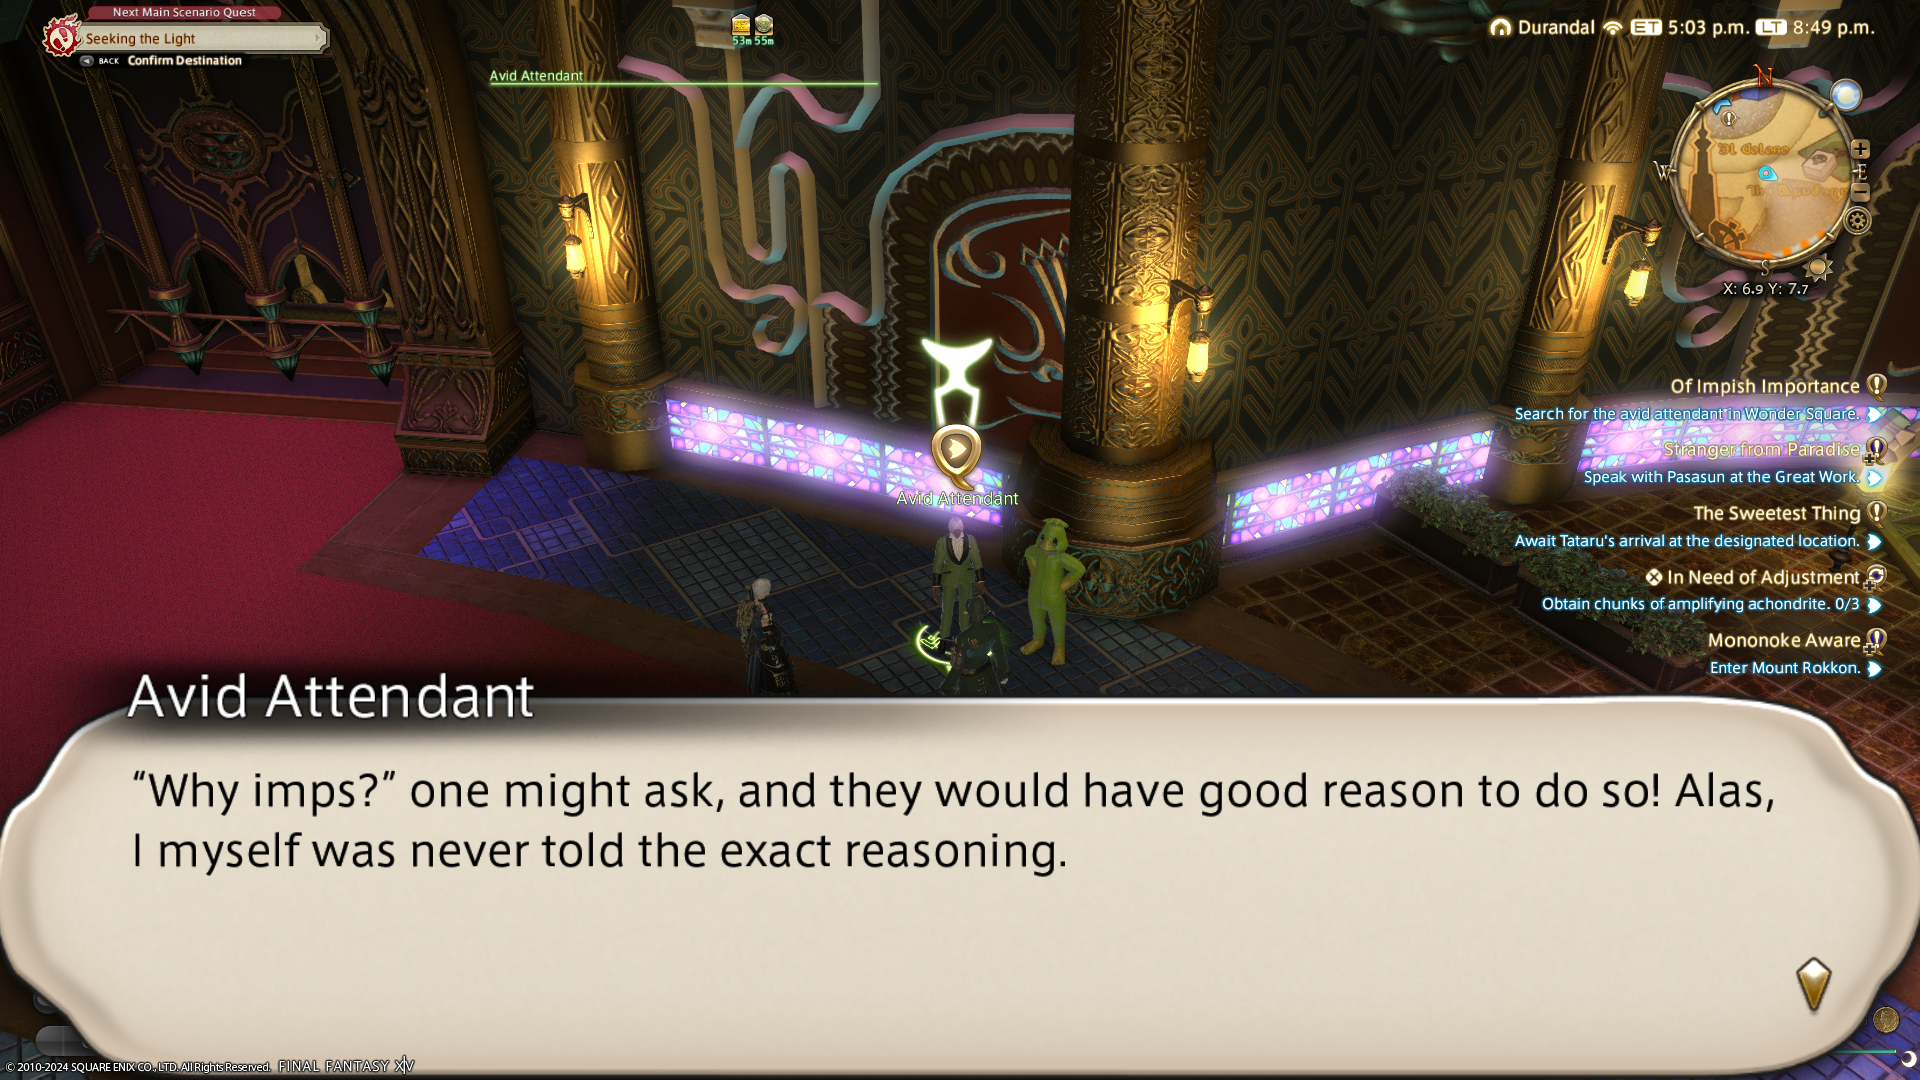 Next Main Scenario Quest
Seeking the Light
BACK Confirm Destination
53m 55m
Durandal ET 5:03 p.m. LT 8:49 p.m.
Avid Attendant
N
W
E
S
X: 6.9 Y: 7.7
Of Impish Importance
Search for the avid attendant in Wonder Square.
Stranger from Paradise
Speak with Pasasun at the Great Work.
The Sweetest Thing
Await Tataru's arrival at the designated location.
In Need of Adjustment
Obtain chunks of amplifying achondrite. 0/3
Mononoke Aware
Enter Mount Rokkon.
Avid Attendant
Avid Attendant
“Why imps?” one might ask, and they would have good reason to do so! Alas,
I myself was never told the exact reasoning.
© 2010-2024 SQUARE ENIX CO., LTD. All Rights Reserved. FINAL FANTASY XIV